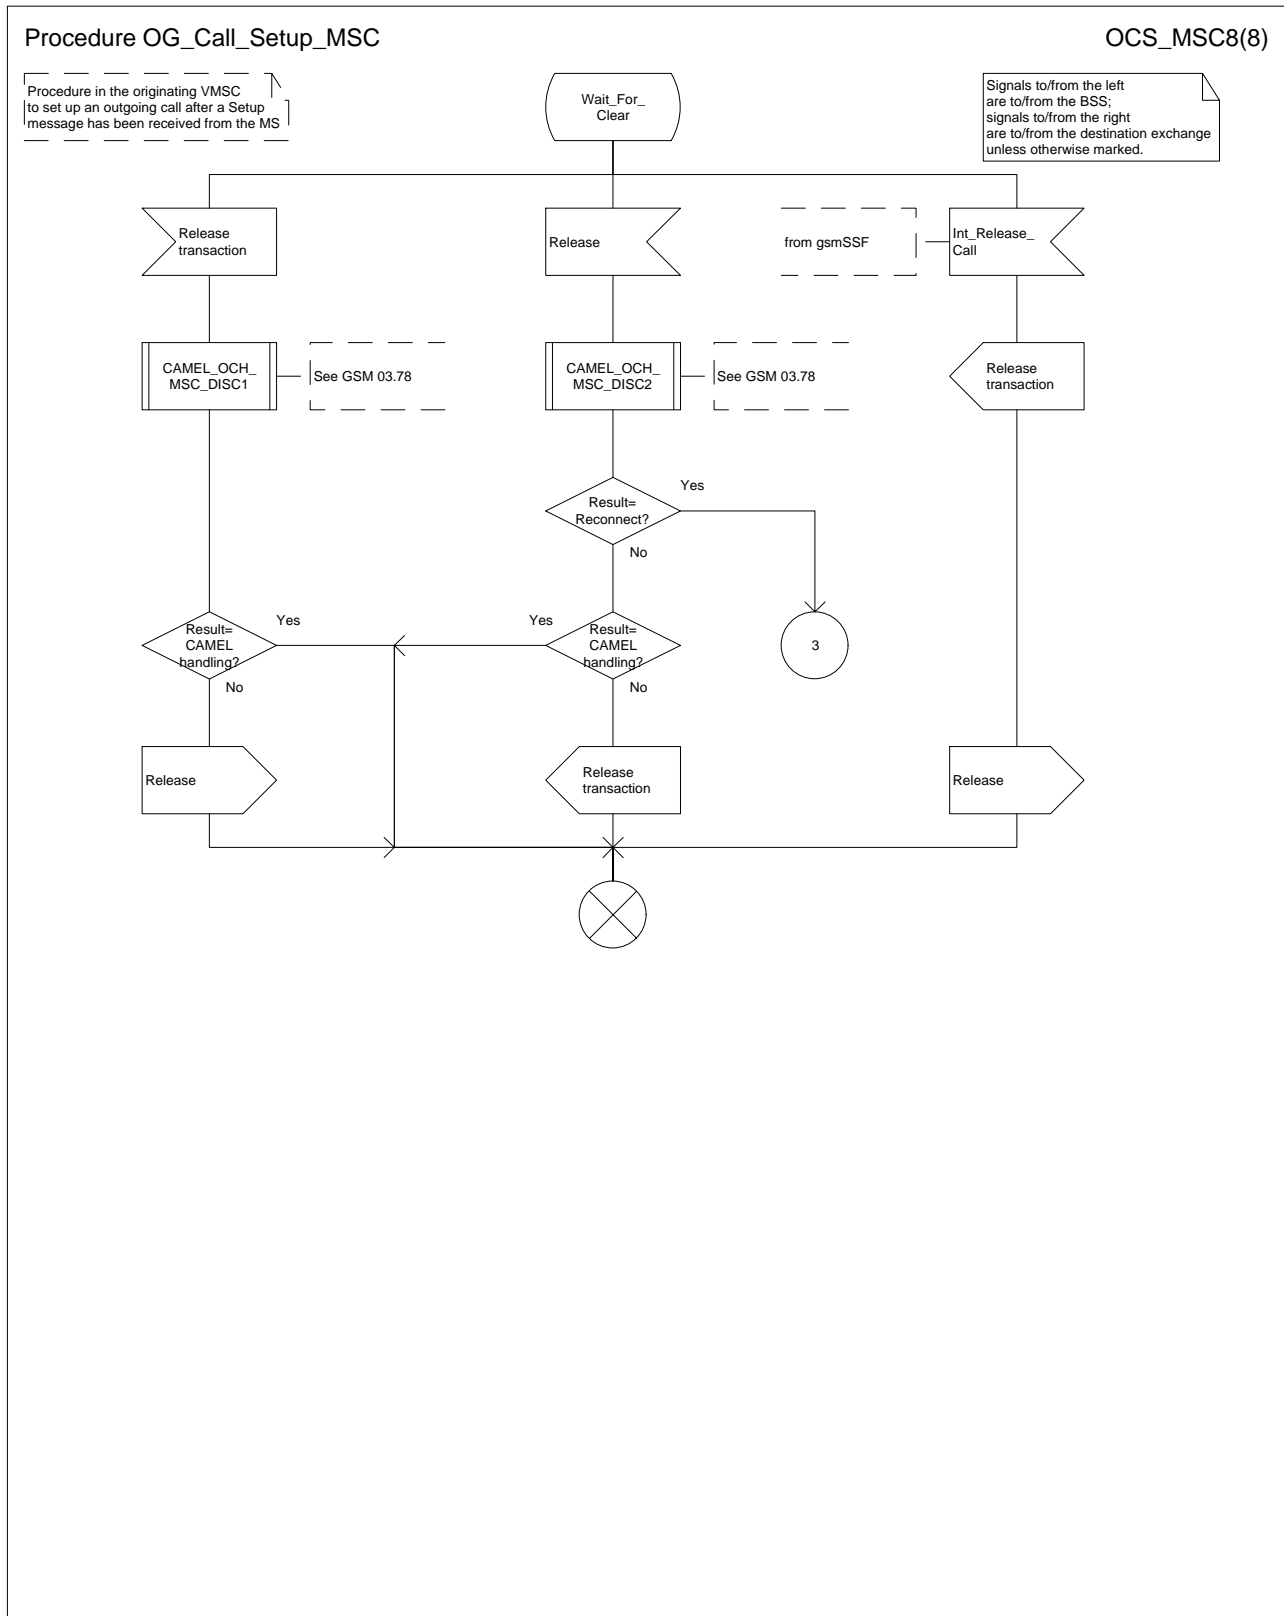 Procedure OG_Call_Setup_MSC
OCS_MSC8(8)
Procedure in the originating VMSC
to set up an outgoing call after a Setup
message has been received from the MS
Wait_For_
Clear
Signals to/from the left
are to/from the BSS;
signals to/from the right
are to/from the destination exchange
unless otherwise marked.
Release
transaction
Release
from gsmSSF
Int_Release_
Call
CAMEL_OCH_
MSC_DISC1
See GSM 03.78
CAMEL_OCH_
MSC_DISC2
See GSM 03.78
Release
transaction
Result=
Reconnect?
Yes
No
Result=
CAMEL
handling?
Yes
No
Yes
Result=
CAMEL
handling?
No
3
Release
Release
transaction
Release